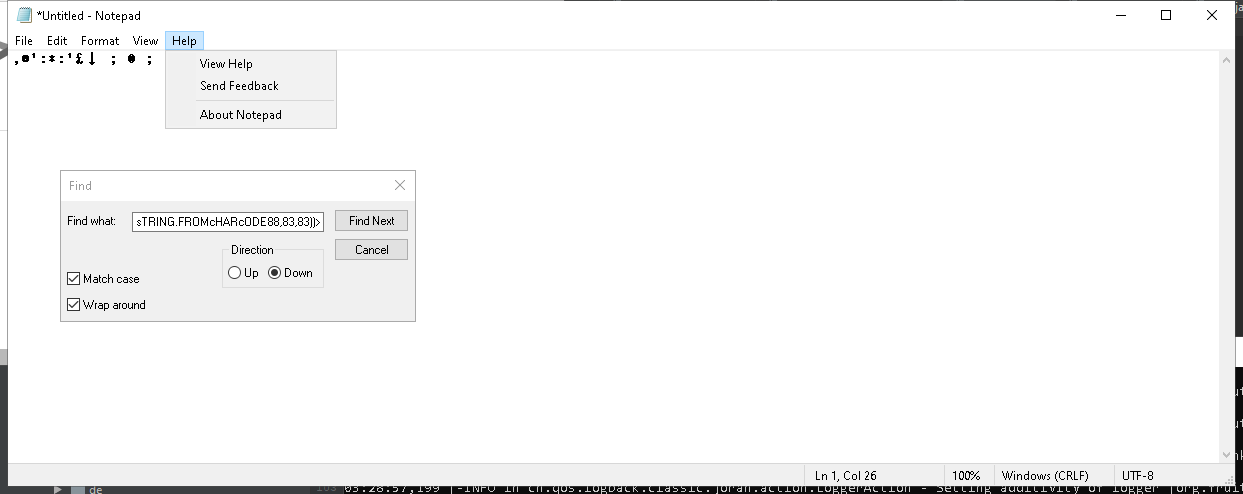 *Untitled - Notepad
File Edit Format View Help
View Help
Send Feedback
About Notepad
Find
Find what: sTRING.FROMcHARcODE88,83,83))> Find Next
Direction Cancel
Up Down
Match case
Wrap around
Ln 1, Col 26 100% Windows (CRLF) UTF-8
de 03:28:57,199 |-INFO in ch.qos.logback.classic.joran.action.LoggerAction - Setting additivity of logger